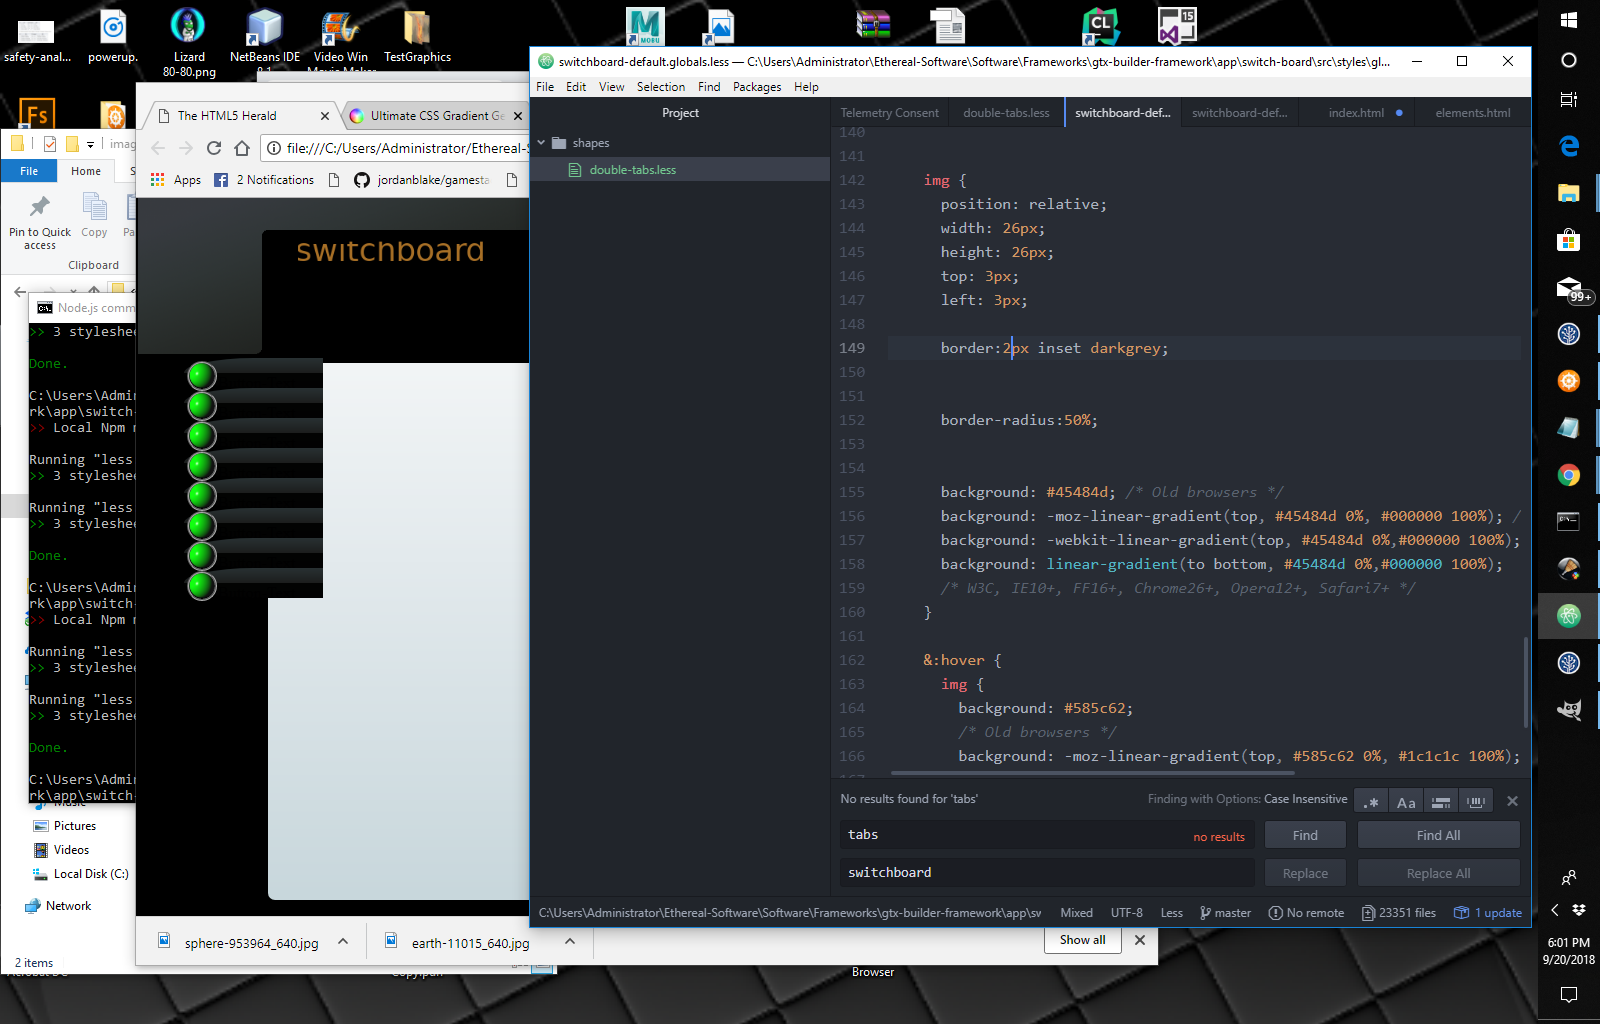 safety-anal...
powerup.
Lizard
80-80.png
NetBeans IDE
Video Win
TestGraphics
MOBU
CL
15
Fs
switchboard-default.globals.less — C:\Users\Administrator\Ethereal-Software\Software\Frameworks\gtx-builder-framework\app\switch-board\src\styles\gl...
File Edit View Selection Find Packages Help
Project
shapes
double-tabs.less
Telemetry Consent
double-tabs.less
switchboard-def...
switchboard-def...
index.html
elements.html
140
141
142 img {
143 position: relative;
144 width: 26px;
145 height: 26px;
146 top: 3px;
147 left: 3px;
148
149 border:2px inset darkgrey;
150
151
152 border-radius:50%;
153
154
155 background: #45484d; /* Old browsers */
156 background: -moz-linear-gradient(top, #45484d 0%, #000000 100%); /
157 background: -webkit-linear-gradient(top, #45484d 0%,#000000 100%);
158 background: linear-gradient(to bottom, #45484d 0%,#000000 100%);
159 /* W3C, IE10+, FF16+, Chrome26+, Opera12+, Safari7+ */
160 }
161
162 &:hover {
163 img {
164 background: #585c62;
165 /* Old browsers */
166 background: -moz-linear-gradient(top, #585c62 0%, #1c1c1c 100%);
No results found for 'tabs'
Finding with Options: Case Insensitive
.* Aa
tabs
no results
Find
Find All
switchboard
Replace
Replace All
C:\Users\Administrator\Ethereal-Software\Software\Frameworks\gtx-builder-framework\app\sv
Mixed
UTF-8
Less
master
No remote
23351 files
1 update
The HTML5 Herald
Ultimate CSS Gradient Ge
file:///C:/Users/Administrator/Ethereal-S
Apps
2 Notifications
jordanblake/gamesta
switchboard
sphere-953964_640.jpg
earth-11015_640.jpg
Show all
Browser
imag
File
Home
S
Pin to Quick
access
Copy
Pa
Clipboard
Node.js comm
>> 3 styleshee
Done.
C:\Users\Admi
rk\app\switch-
>> Local Npm
Running "less
>> 3 styleshee
Running "less
>> 3 styleshee
Done.
C:\Users\Admi
rk\app\switch-
>> Local Npm
Running "less
>> 3 styleshee
Running "less
>> 3 styleshee
Done.
C:\Users\Admi
rk\app\switch-
Music
Pictures
Videos
Local Disk (C:)
Network
2 items
99+
6:01 PM
9/20/2018